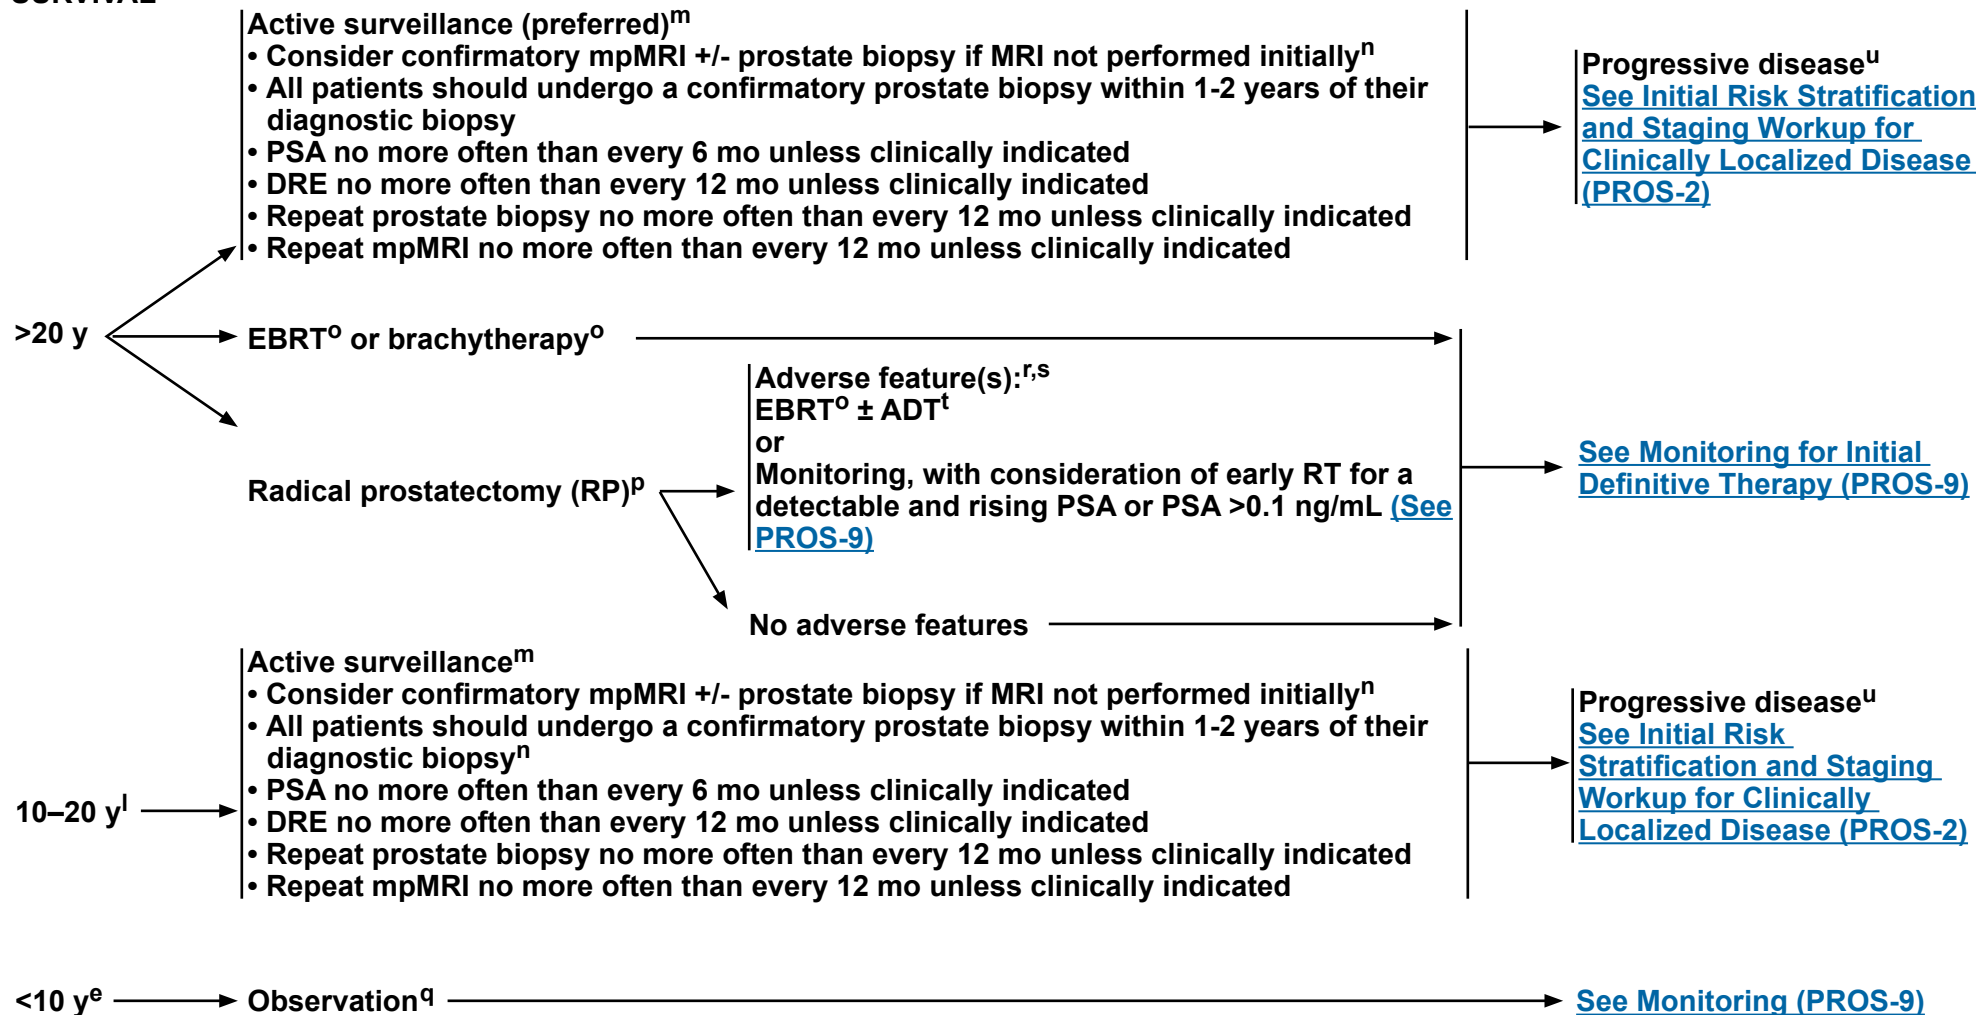 SURVIVAL
Active surveillance (preferred)m
• Consider confirmatory mpMRI +/- prostate biopsy if MRI not performed initiallyn
• All patients should undergo a confirmatory prostate biopsy within 1-2 years of their
diagnostic biopsy
• PSA no more often than every 6 mo unless clinically indicated
• DRE no more often than every 12 mo unless clinically indicated
• Repeat prostate biopsy no more often than every 12 mo unless clinically indicated
• Repeat mpMRI no more often than every 12 mo unless clinically indicated
Progressive diseaseu
See Initial Risk Stratification
and Staging Workup for
Clinically Localized Disease
(PROS-2)
>20 y
EBRTo or brachytherapyo
Radical prostatectomy (RP)p
Adverse feature(s):r,s
EBRTo ± ADTt
or
Monitoring, with consideration of early RT for a
detectable and rising PSA or PSA >0.1 ng/mL (See
PROS-9)
No adverse features
See Monitoring for Initial
Definitive Therapy (PROS-9)
10–20 yl
Active surveillancem
• Consider confirmatory mpMRI +/- prostate biopsy if MRI not performed initiallyn
• All patients should undergo a confirmatory prostate biopsy within 1-2 years of their
diagnostic biopsyn
• PSA no more often than every 6 mo unless clinically indicated
• DRE no more often than every 12 mo unless clinically indicated
• Repeat prostate biopsy no more often than every 12 mo unless clinically indicated
• Repeat mpMRI no more often than every 12 mo unless clinically indicated
Progressive diseaseu
See Initial Risk
Stratification and Staging
Workup for Clinically
Localized Disease (PROS-2)
<10 ye
Observationq
See Monitoring (PROS-9)